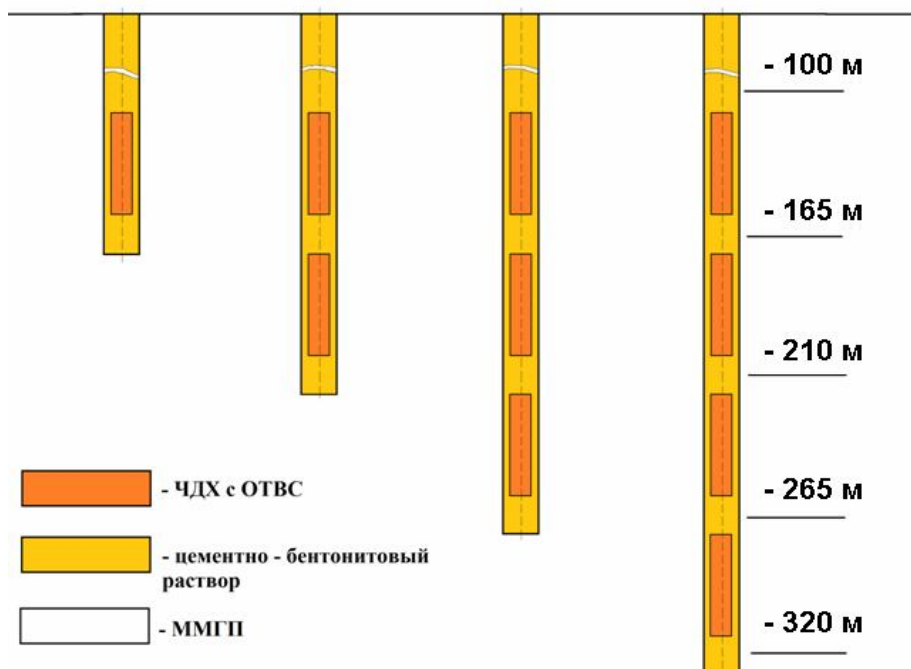 - 100 м
- 165 м
- 210 м
- 265 м
- 320 м
- ЧДХ с ОТВС
- цементно - бентонитовый
раствор
- ММГП